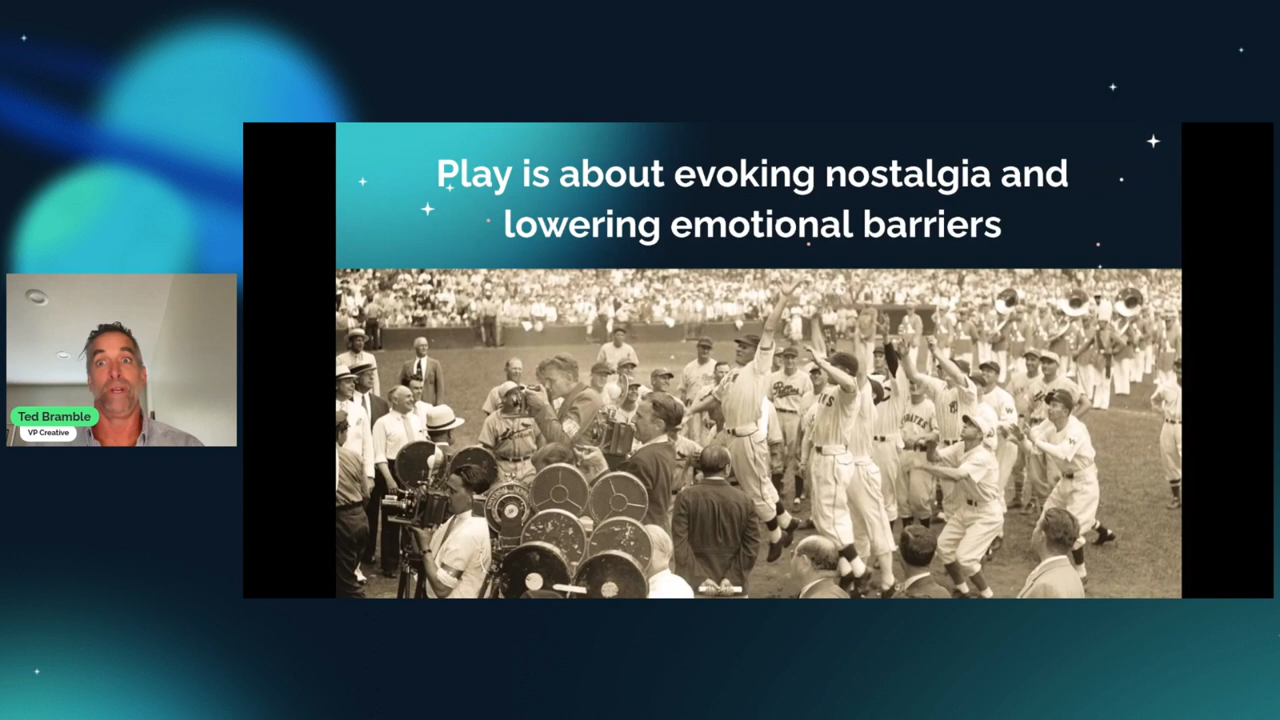 Play is about evoking nostalgia and
lowering emotional barriers
Ted Bramble
VP Creative